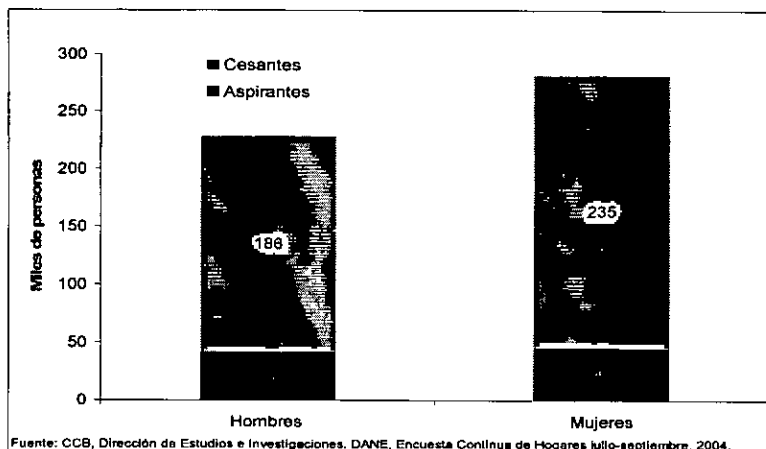 300
250
200
150
100
50
0
Miles de personas
Cesantes
Aspirantes
186
235
Hombres
Mujeres
Fuente: CCB, Dirección de Estudios e Investigaciones. DANE, Encuesta Continua de Hogares julio-septiembre, 2004.